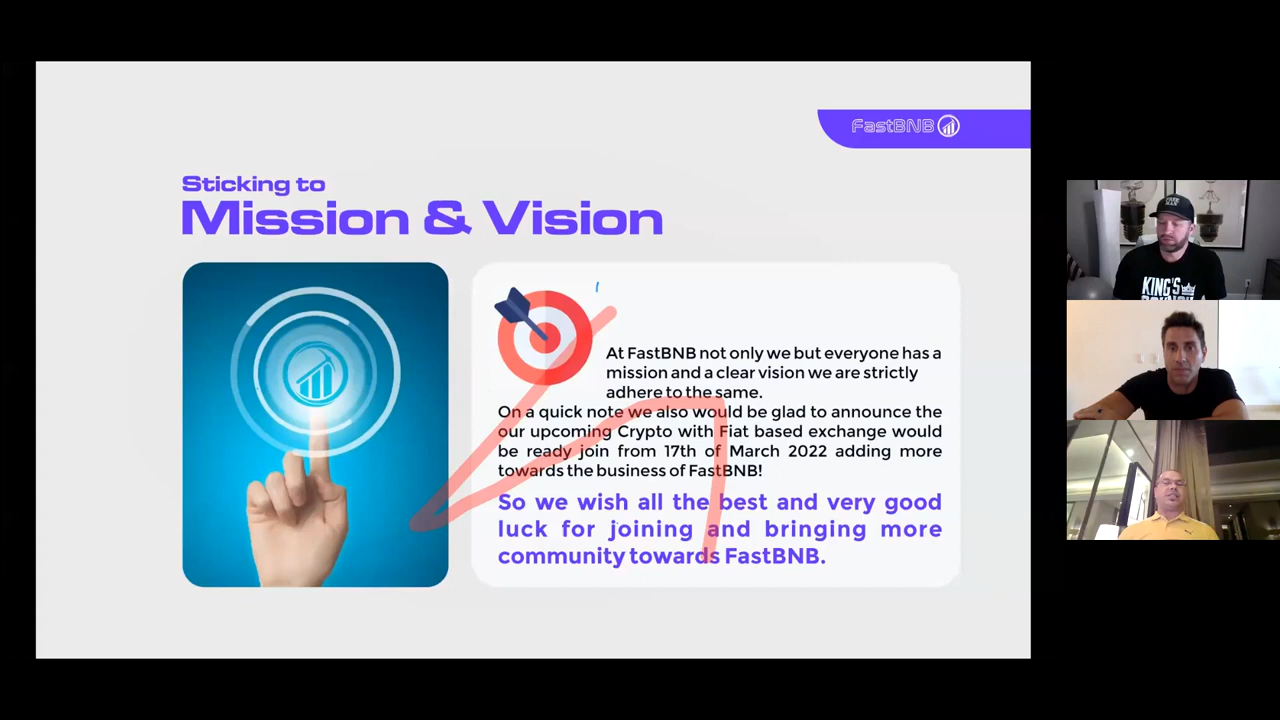 FastBNB
Sticking to
Mission & Vision
At FastBNB not only we but everyone has a
mission and a clear vision we are strictly
adhere to the same.
On a quick note we also would be glad to announce the
our upcoming Crypto with Fiat based exchange would
be ready join from 17th of March 2022 adding more
towards the business of FastBNB!
So we wish all the best and very good
luck for joining and bringing more
community towards FastBNB.
KING'S